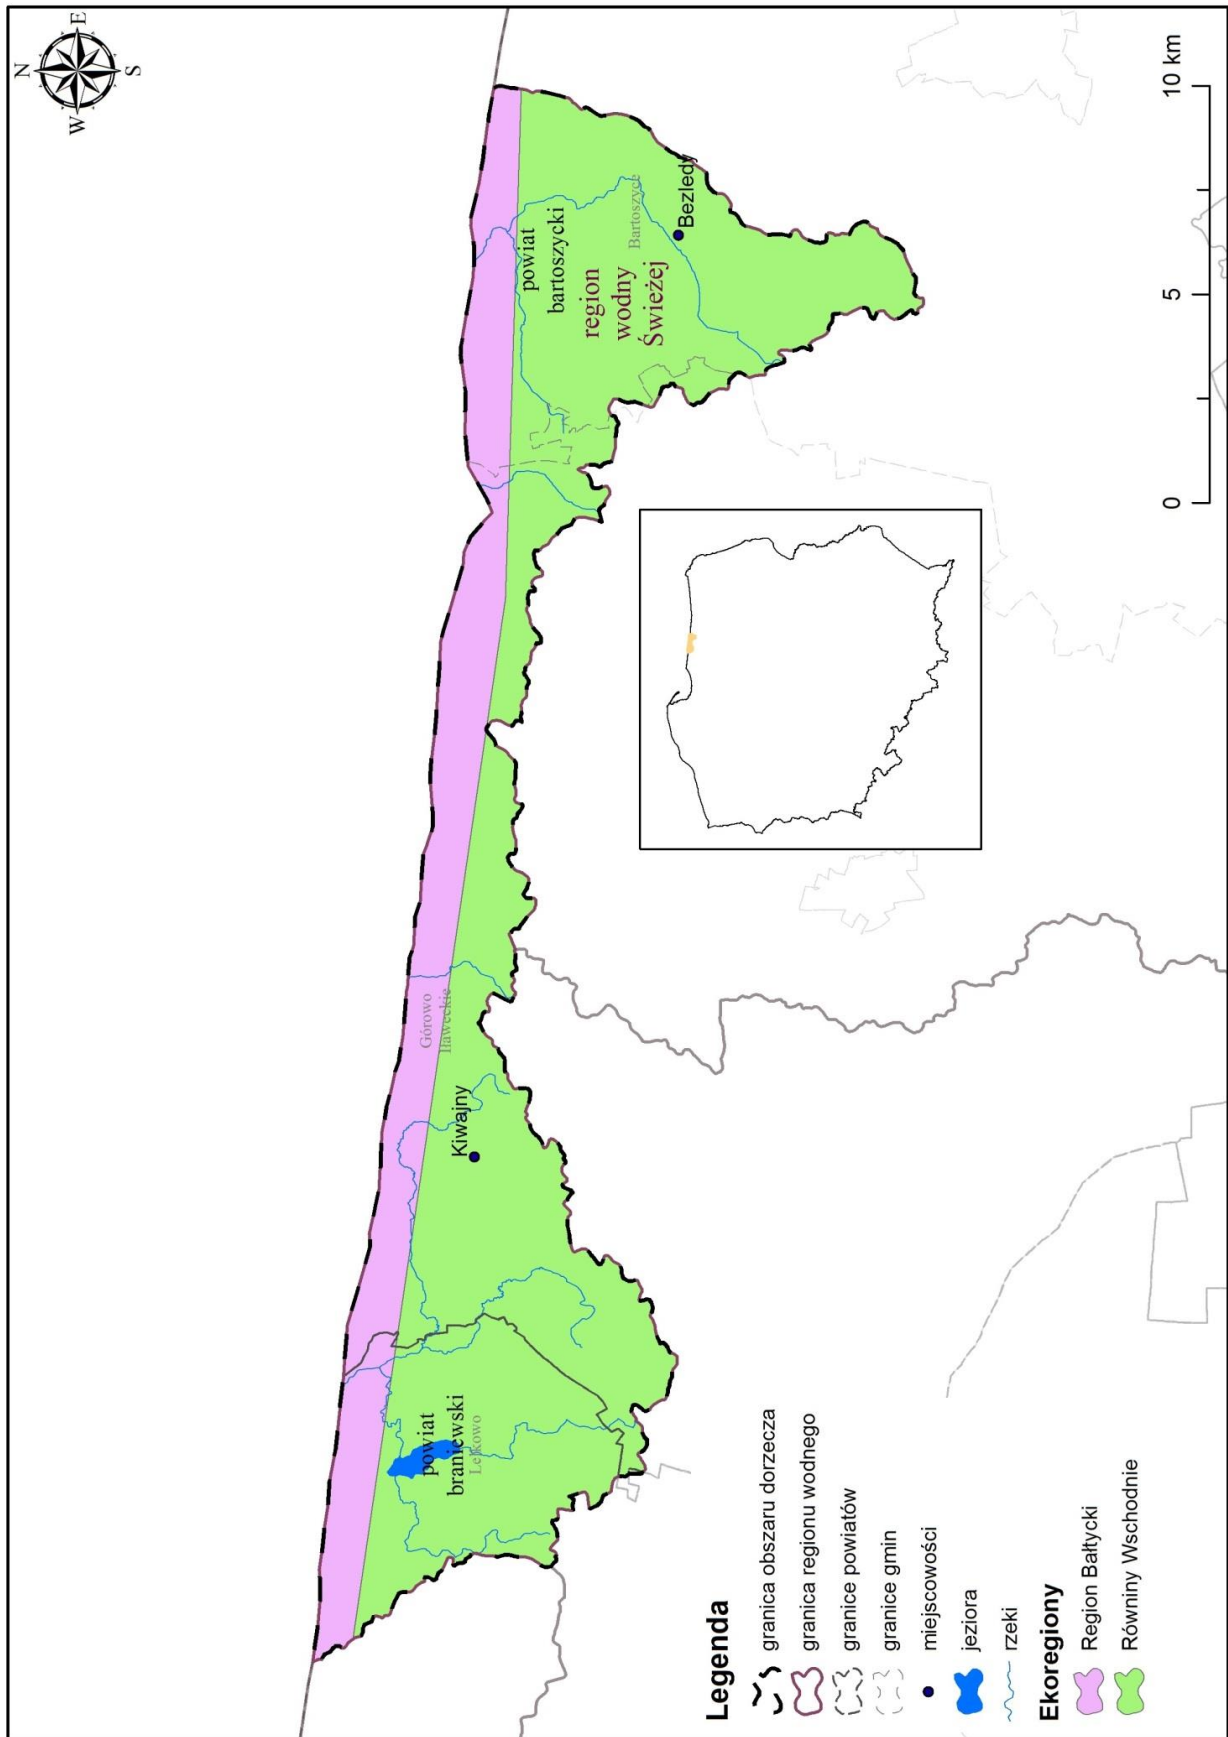 N
W
E
S
Górowo
Iławeckie
Kiwajny
powiat
braniewski
Lelkowo
powiat
bartoszycki
region
wodny
Świeżej
Bartoszyce
Bezledy
Legenda
granica obszaru dorzecza
granica regionu wodnego
granice powiatów
granice gmin
miejscowości
jeziora
rzeki
Ekoregiony
Region Bałtycki
Równiny Wschodnie
0
5
10 km